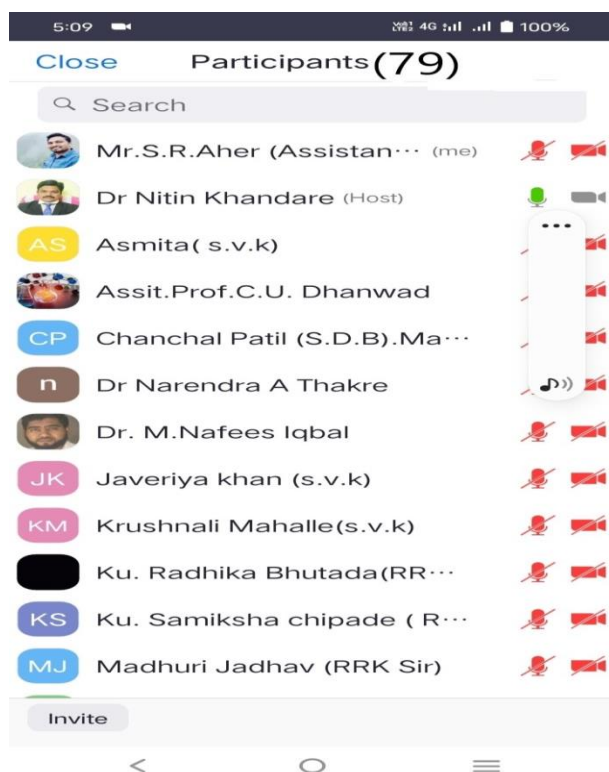 5:09 4G 100%
Close Participants (79)
Search
Mr.S.R.Aher (Assistan··· (me)
Dr Nitin Khandare (Host)
AS Asmita( s.v.k)
Assit.Prof.C.U. Dhanwad
CP Chanchal Patil (S.D.B).Ma···
n Dr Narendra A Thakre
Dr. M.Nafees Iqbal
JK Javeriya khan (s.v.k)
KM Krushnali Mahalle(s.v.k)
Ku. Radhika Bhutada(RR···
KS Ku. Samiksha chipade ( R···
MJ Madhuri Jadhav (RRK Sir)
Invite